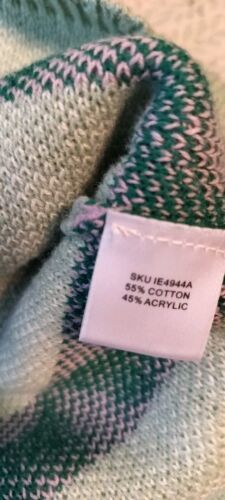 SKU IE4944A
55% COTTON
45% ACRYLIC